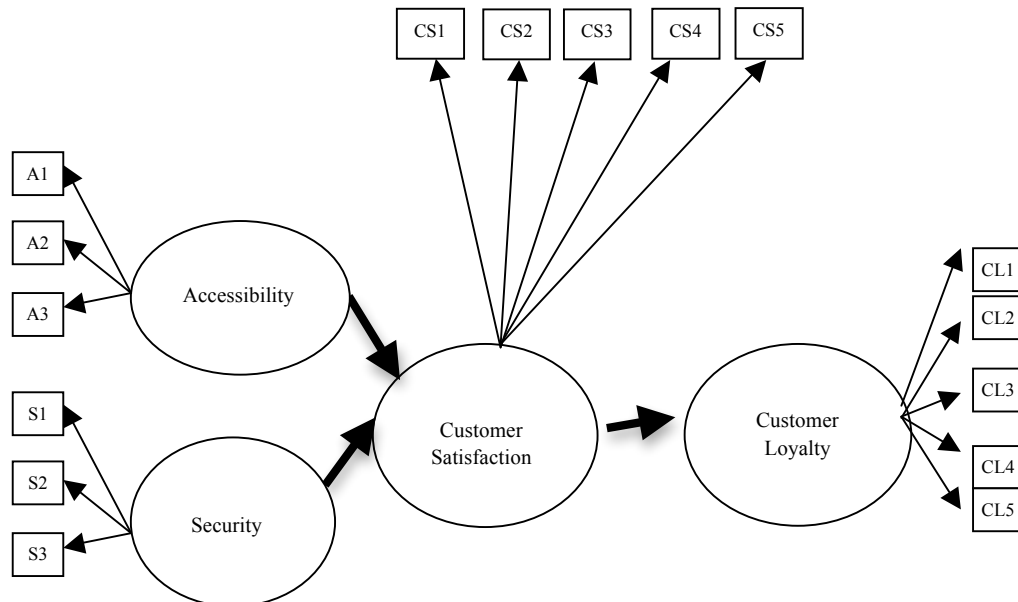 CS1
CS2
CS3
CS4
CS5
A1
A2
A3
Accessibility
S1
S2
S3
Security
Customer
Satisfaction
Customer
Loyalty
CL1
CL2
CL3
CL4
CL5